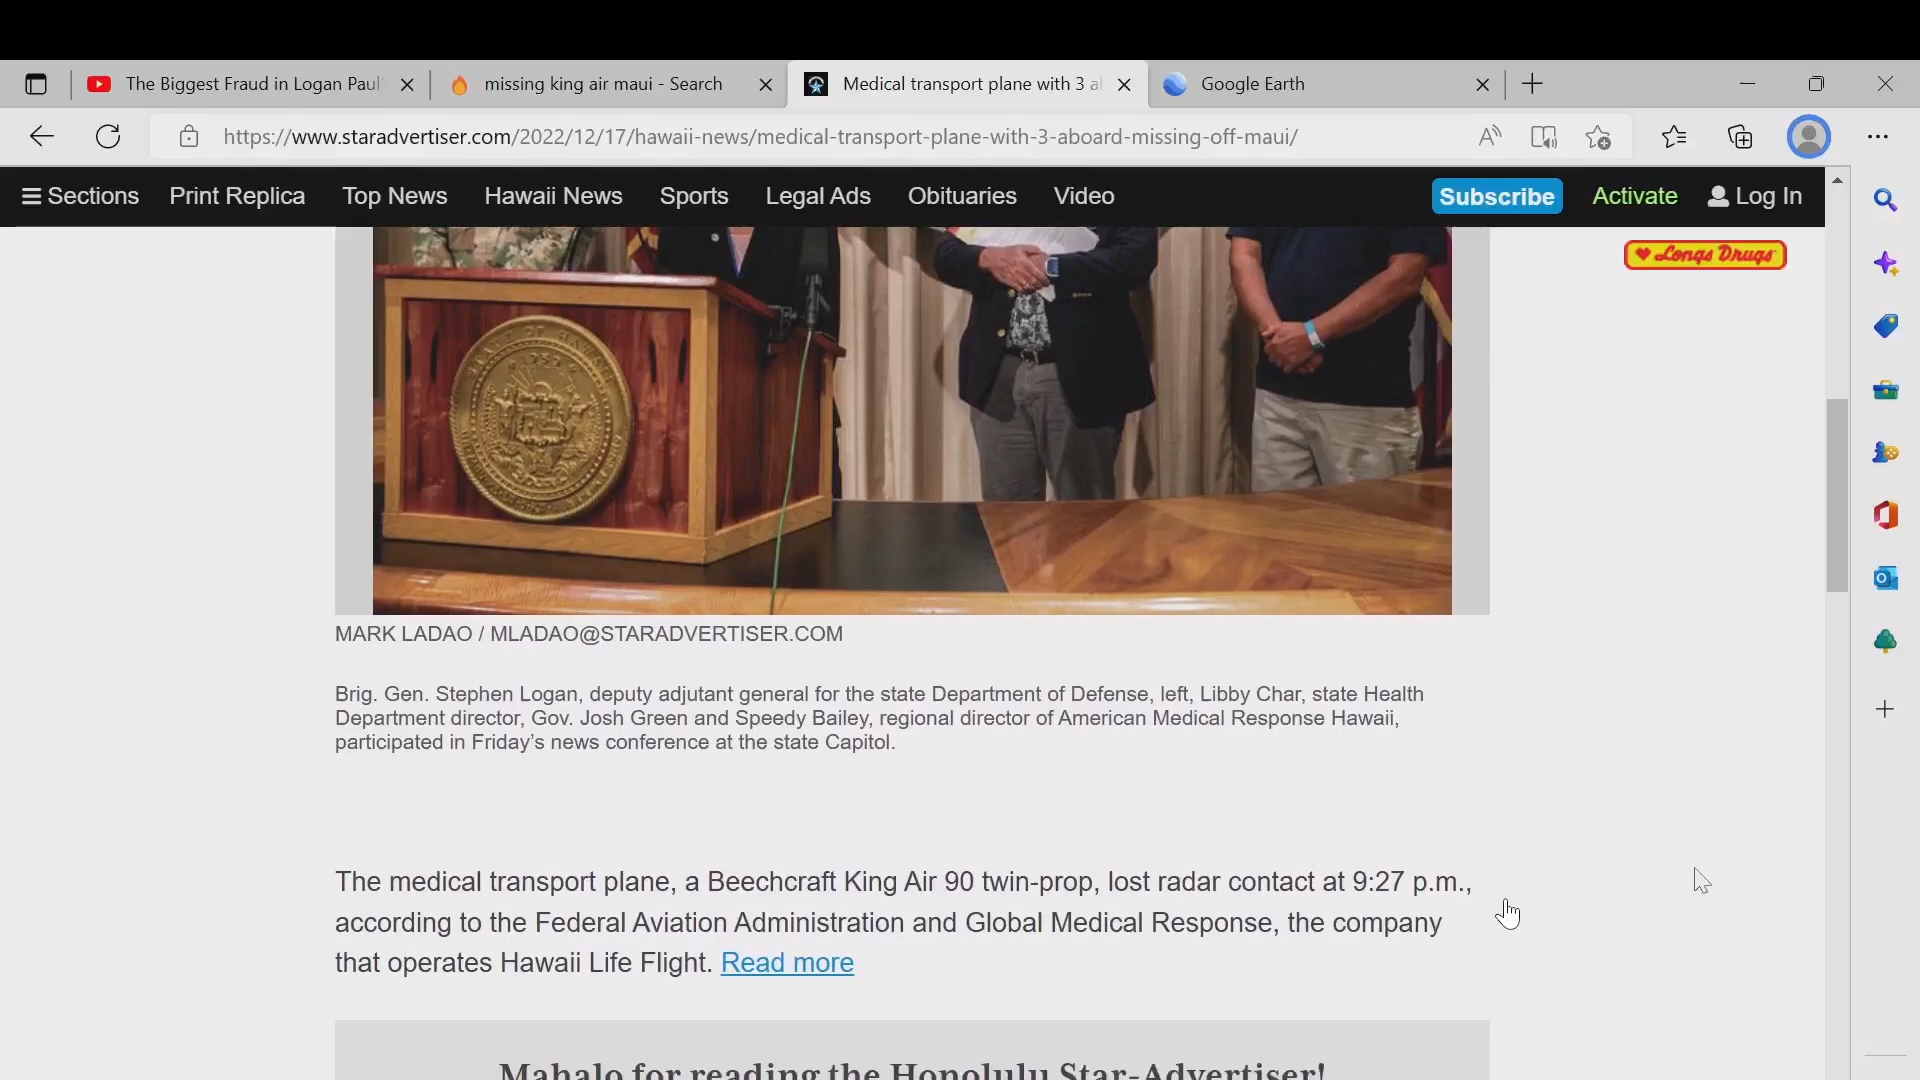 The Biggest Fraud in Logan Paul'
missing king air maui - Search
Medical transport plane with 3 a
Google Earth
https://www.staradvertiser.com/2022/12/17/hawaii-news/medical-transport-plane-with-3-aboard-missing-off-maui/
Sections Print Replica Top News Hawaii News Sports Legal Ads Obituaries Video Subscribe Activate Log In
Longs Drugs
MARK LADAO / MLADAO@STARADVERTISER.COM
Brig. Gen. Stephen Logan, deputy adjutant general for the state Department of Defense, left, Libby Char, state Health
Department director, Gov. Josh Green and Speedy Bailey, regional director of American Medical Response Hawaii,
participated in Friday’s news conference at the state Capitol.
The medical transport plane, a Beechcraft King Air 90 twin-prop, lost radar contact at 9:27 p.m.,
according to the Federal Aviation Administration and Global Medical Response, the company
that operates Hawaii Life Flight. Read more
Mahalo for reading the Honolulu Star-Advertiser!